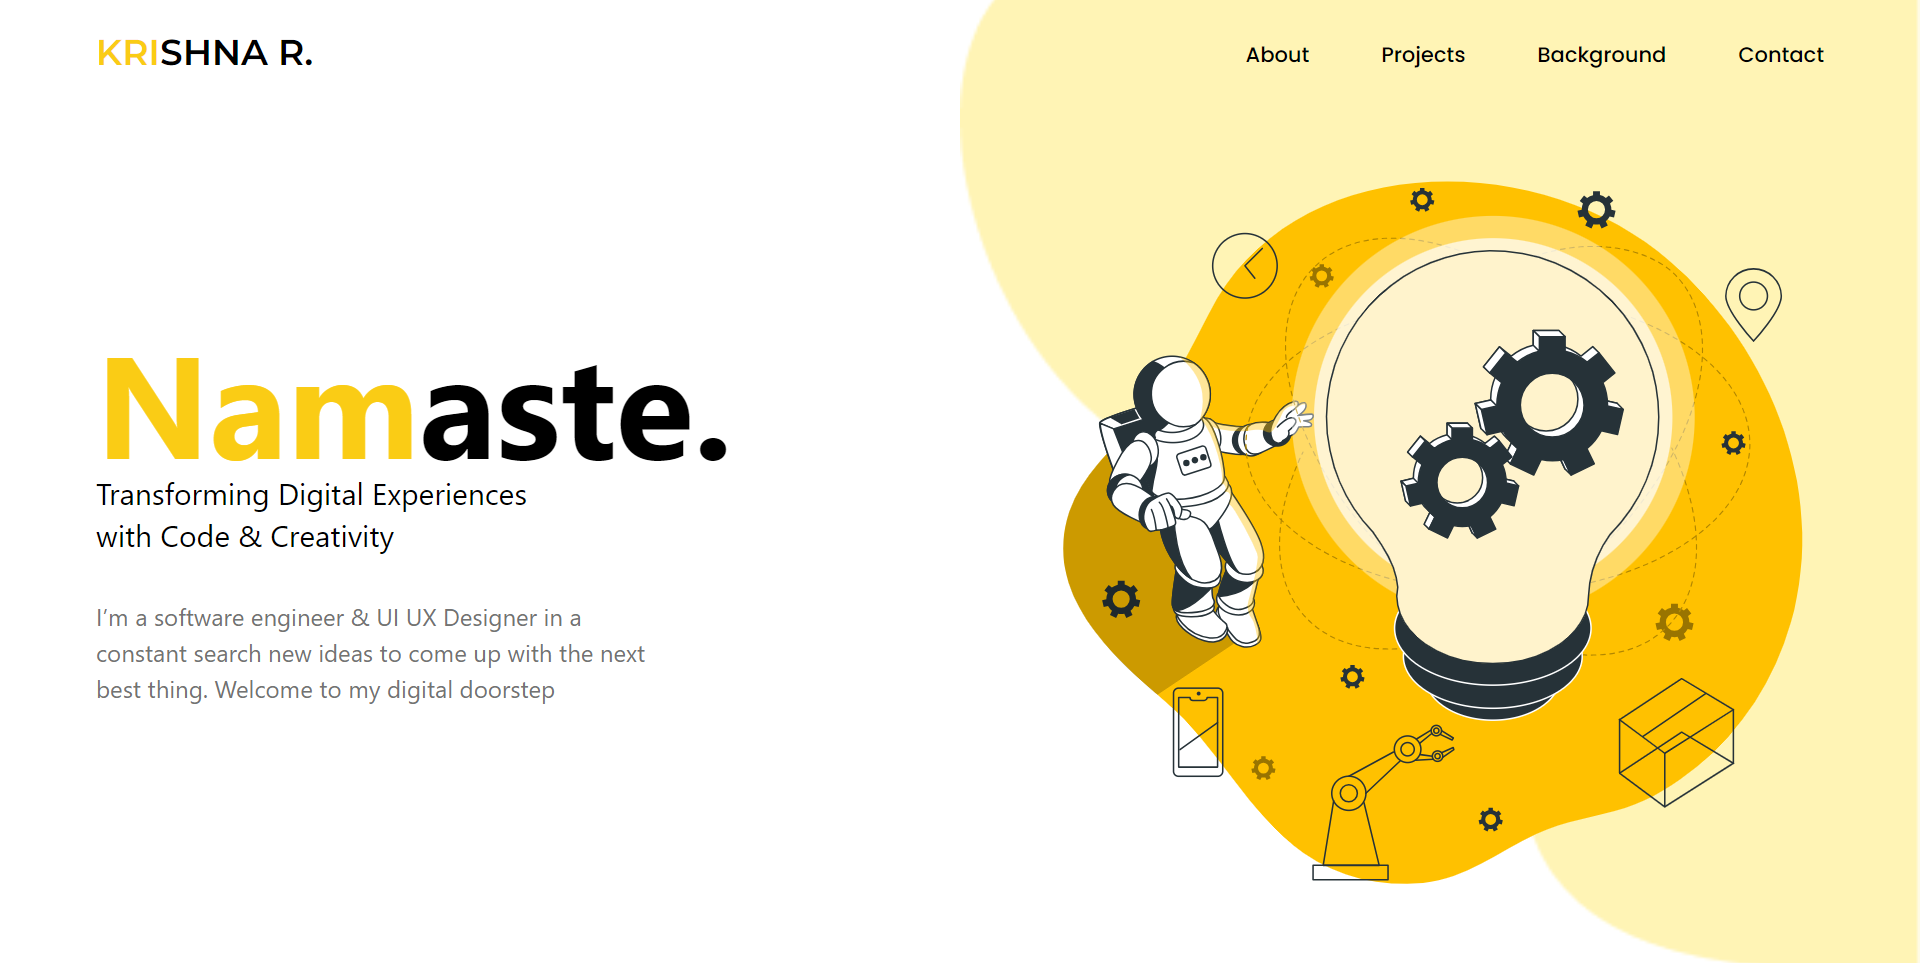 KRISHNA R.
About Projects Background Contact
Namaste.
Transforming Digital Experiences
with Code & Creativity
I’m a software engineer & UI UX Designer in a
constant search new ideas to come up with the next
best thing. Welcome to my digital doorstep